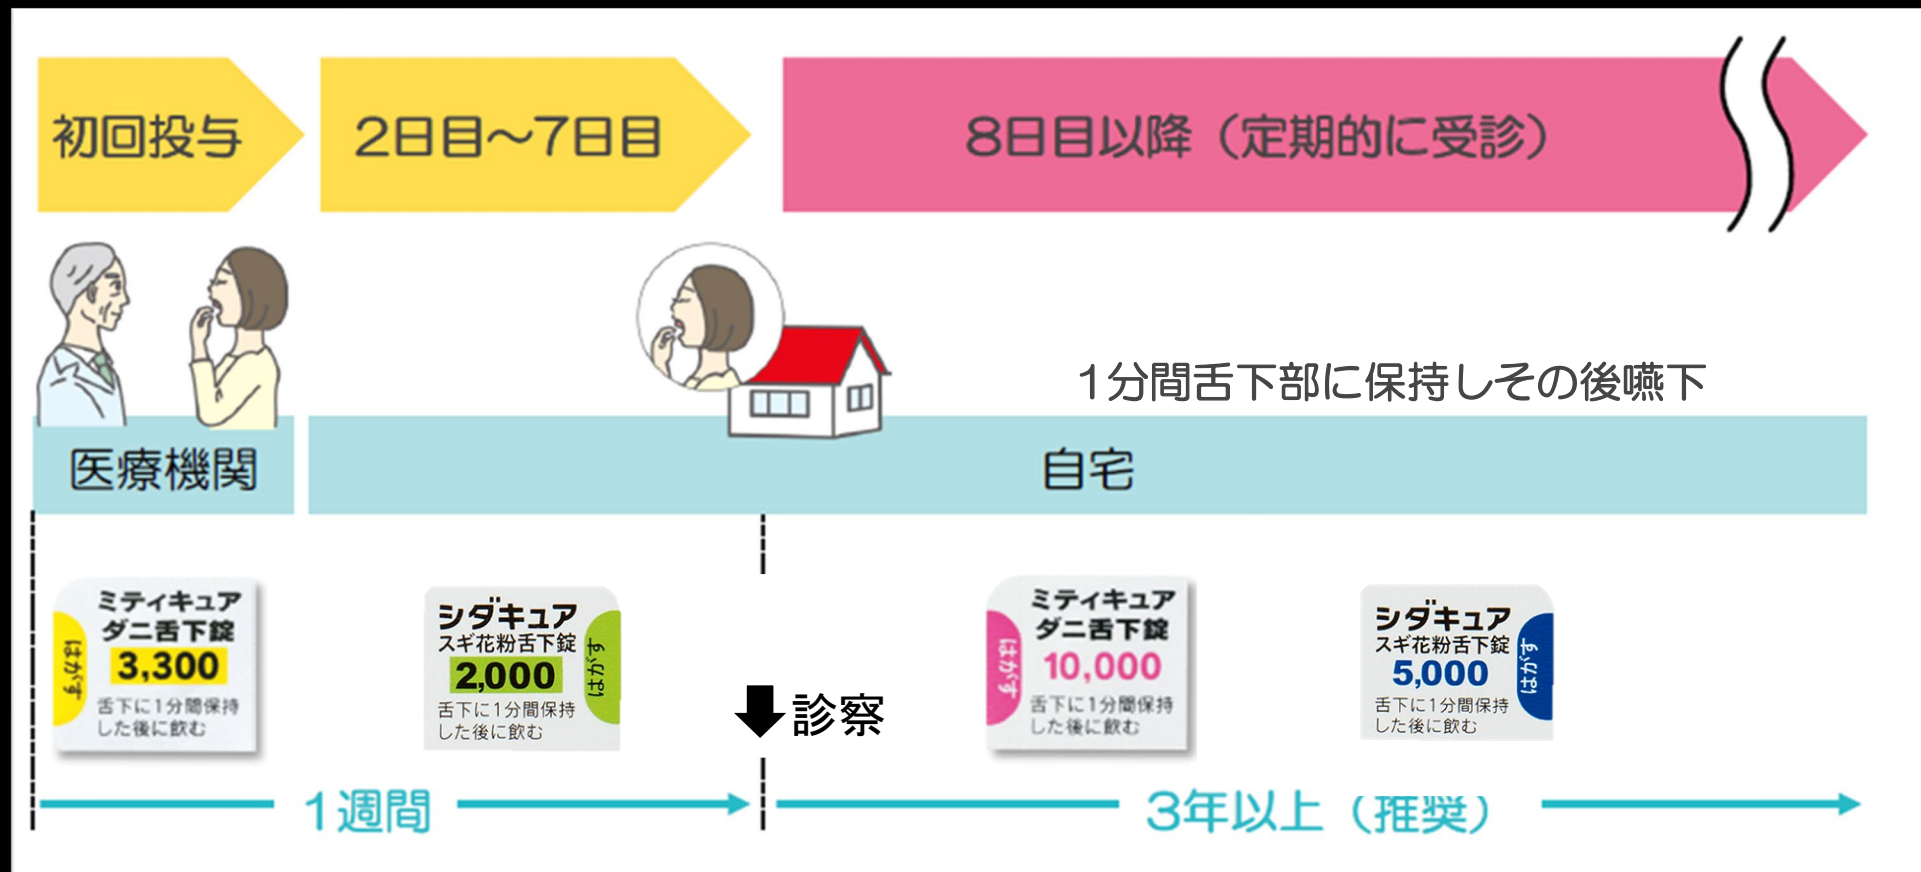 初回投与
2日目～7日目
8日目以降（定期的に受診）
1分間舌下部に保持しその後嚥下
医療機関
自宅
ミティキュア
ダニ舌下錠
3,300
舌下に1分間保持
した後に飲む
はがす
シダキュア
スギ花粉舌下錠
2,000
舌下に1分間保持
した後に飲む
はがす
診察
ミティキュア
ダニ舌下錠
10,000
舌下に1分間保持
した後に飲む
はがす
シダキュア
スギ花粉舌下錠
5,000
舌下に1分間保持
した後に飲む
はがす
1週間
3年以上（推奨）